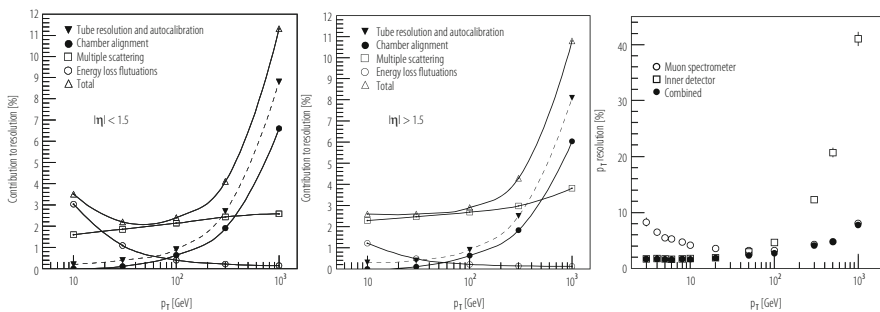 12
11
10
9
8
7
6
5
4
3
2
1
0
Contribution to resolution [%]
Tube resolution and autocalibration
Chamber alignment
Multiple scattering
Energy loss flutuations
Total
|η| < 1.5
10
10²
10³
p_T [GeV]
12
11
10
9
8
7
6
5
4
3
2
1
0
Contribution to resolution [%]
Tube resolution and autocalibration
Chamber alignment
Multiple scattering
Energy loss flutuations
Total
|η| > 1.5
10
10²
10³
p_T [GeV]
40
20
10
0
p_T resolution [%]
Muon spectrometer
Inner detector
Combined
10
10²
10³
p_T [GeV]